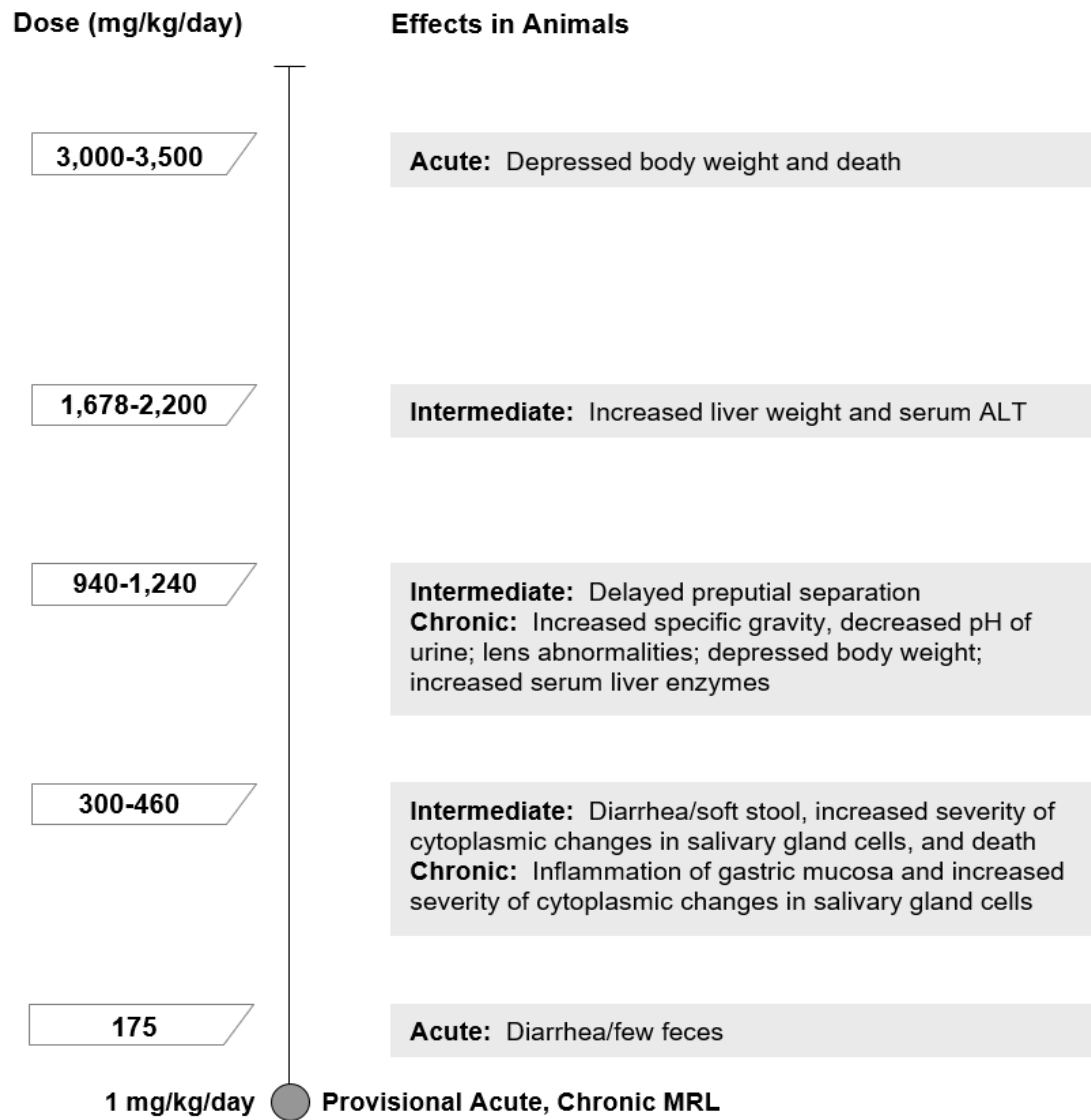 Dose (mg/kg/day)
Effects in Animals
3,000-3,500
Acute: Depressed body weight and death
1,678-2,200
Intermediate: Increased liver weight and serum ALT
940-1,240
Intermediate: Delayed preputial separation
Chronic: Increased specific gravity, decreased pH of
urine; lens abnormalities; depressed body weight;
increased serum liver enzymes
300-460
Intermediate: Diarrhea/soft stool, increased severity of
cytoplasmic changes in salivary gland cells, and death
Chronic: Inflammation of gastric mucosa and increased
severity of cytoplasmic changes in salivary gland cells
175
Acute: Diarrhea/few feces
1 mg/kg/day
Provisional Acute, Chronic MRL